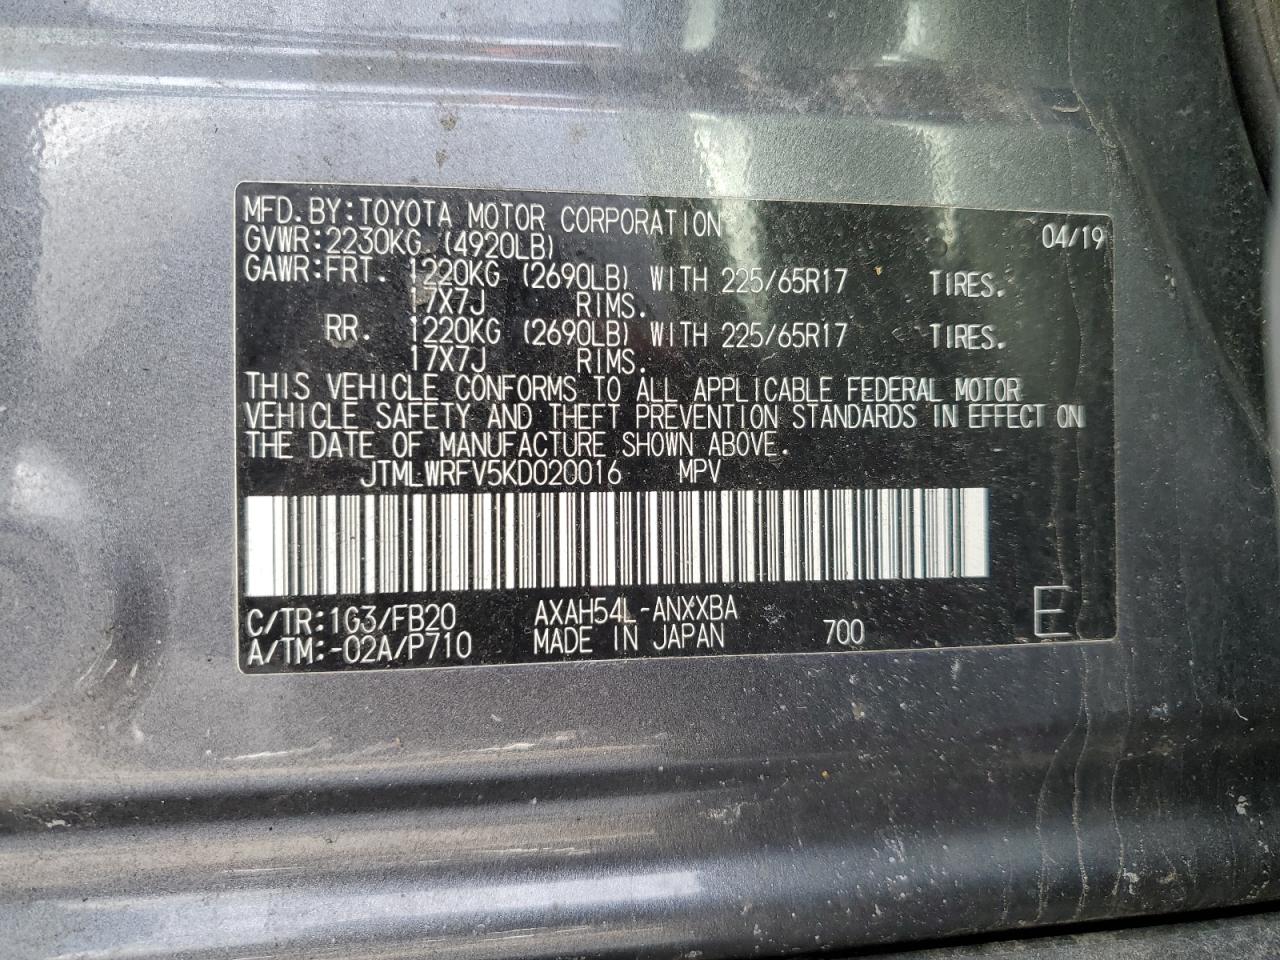 MFD.BY:TOYOTA MOTOR CORPORATION 04/19
GVWR:2230KG (4920LB)
GAWR:FRT. 1220KG (2690LB) WITH 225/65R17 TIRES.
17X7J RIMS.
RR. 1220KG (2690LB) WITH 225/65R17 TIRES.
17X7J RIMS.
THIS VEHICLE CONFORMS TO ALL APPLICABLE FEDERAL MOTOR
VEHICLE SAFETY AND THEFT PREVENTION STANDARDS IN EFFECT ON
THE DATE OF MANUFACTURE SHOWN ABOVE.
JTMLWRFV5KD020016 MPV
C/TR:1G3/FB20 AXAH54L-ANXXBA
A/TM:-02A/P710 MADE IN JAPAN 700 E